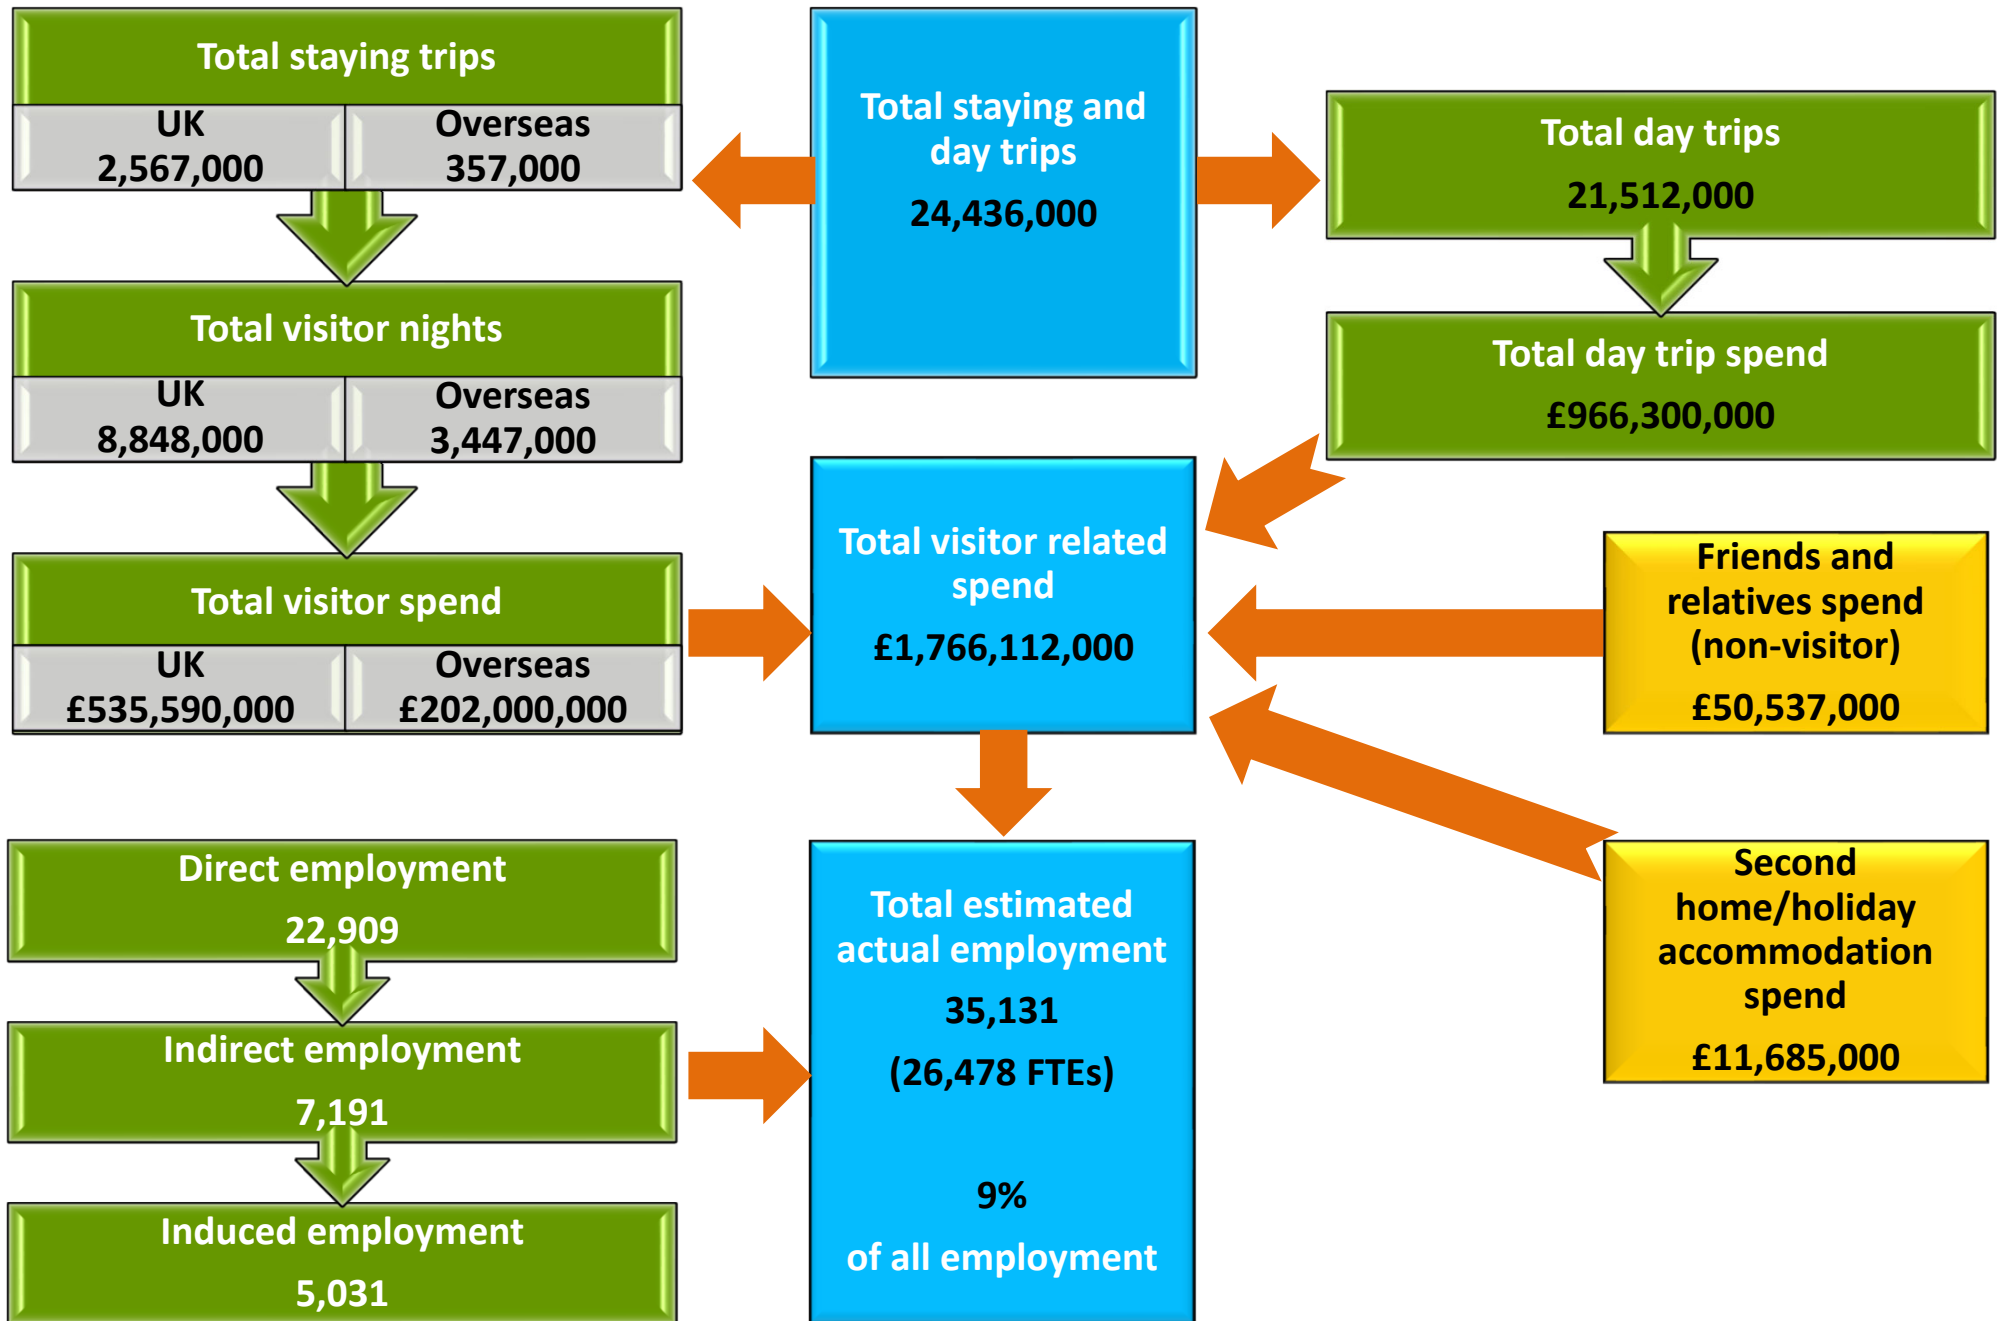 Total staying trips
UK
2,567,000
Overseas
357,000
Total visitor nights
UK
8,848,000
Overseas
3,447,000
Total visitor spend
UK
£535,590,000
Overseas
£202,000,000
Total staying and
day trips
24,436,000
Total day trips
21,512,000
Total day trip spend
£966,300,000
Total visitor related
spend
£1,766,112,000
Friends and
relatives spend
(non-visitor)
£50,537,000
Second
home/holiday
accommodation
spend
£11,685,000
Direct employment
22,909
Indirect employment
7,191
Induced employment
5,031
Total estimated
actual employment
35,131
(26,478 FTEs)
9%
of all employment